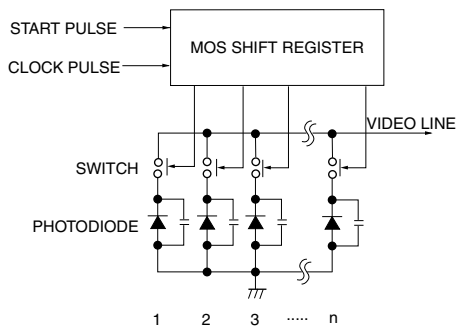 START PULSE
MOS SHIFT REGISTER
CLOCK PULSE
VIDEO LINE
SWITCH
PHOTODIODE
1 2 3 ..... n